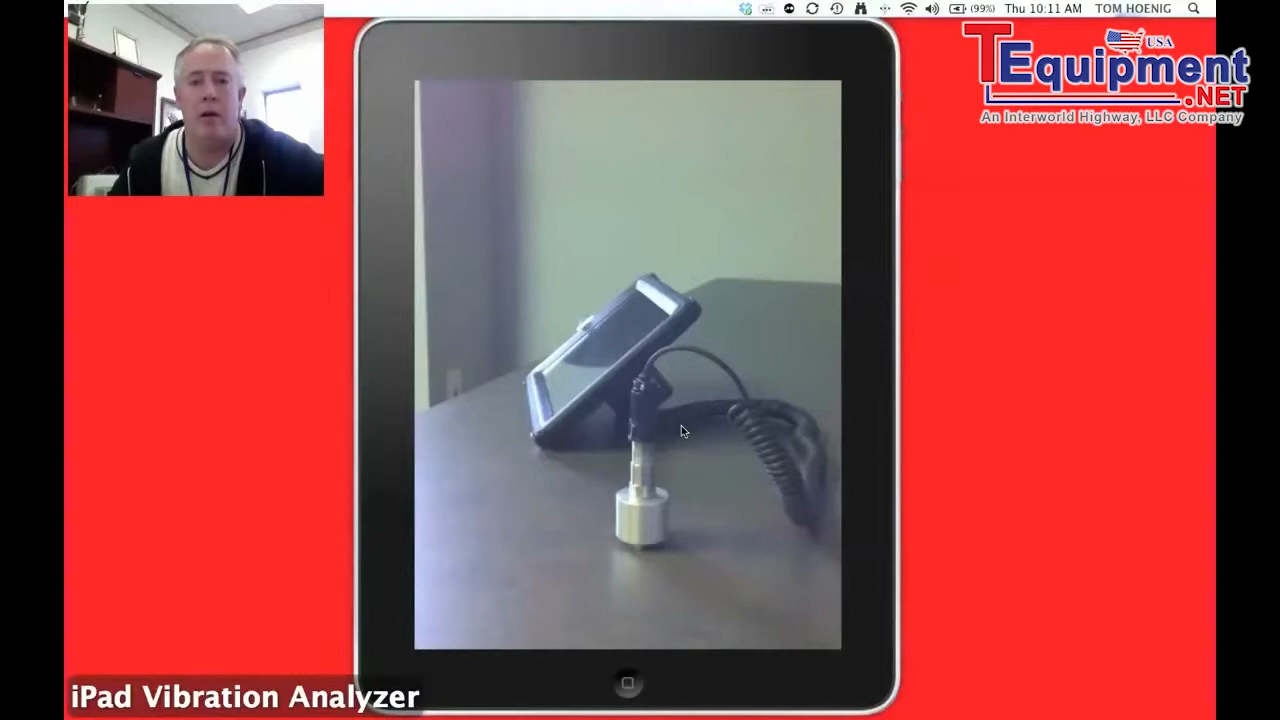 (99%) Thu 10:11 AM TOM HOENIG
TEquipment
USA
.NET
An Interworld Highway, LLC Company
iPad Vibration Analyzer